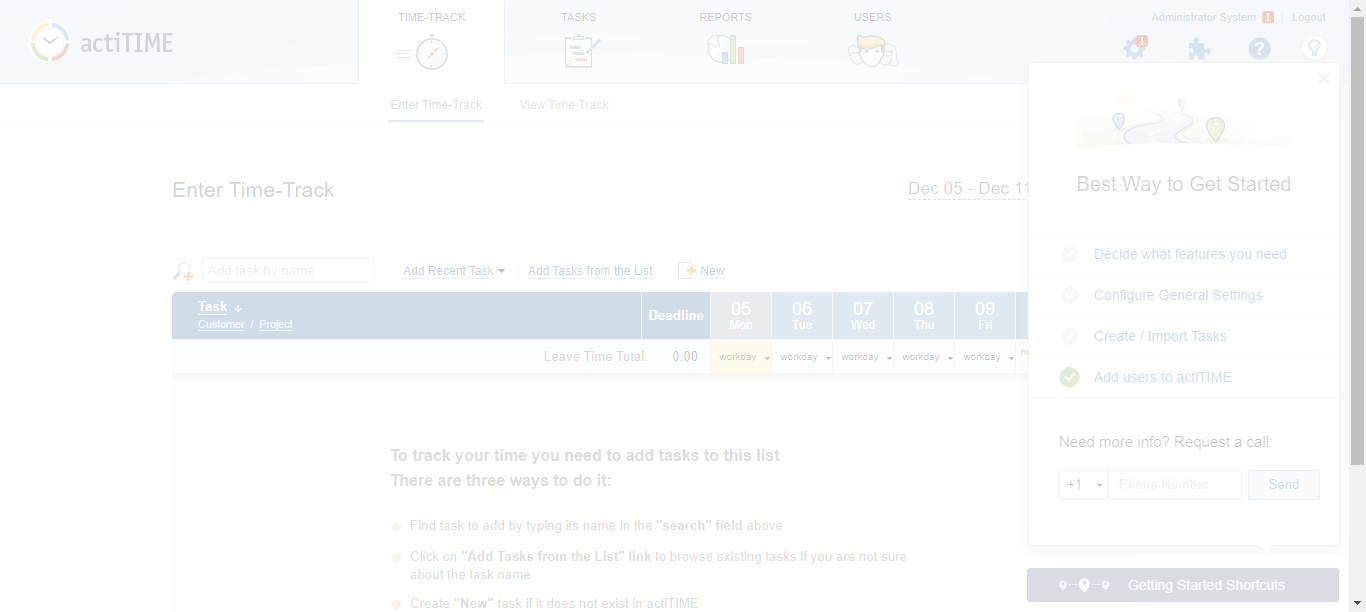 actiTIME
TIME-TRACK
TASKS
REPORTS
USERS
Administrator System ! | Logout
!
?
Enter Time-Track
View Time-Track
Enter Time-Track
Dec 05 - Dec 11
Add task by name
Add Recent Task
Add Tasks from the List
New
Task
Customer / Project
Deadline
05
Mon
06
Tue
07
Wed
08
Thu
09
Fri
Leave Time Total:
0:00
workday
workday
workday
workday
workday
To track your time you need to add tasks to this list
There are three ways to do it:
Find task to add by typing its name in the "search" field above
Click on "Add Tasks from the List" link to browse existing tasks if you are not sure
about the task name
Create "New" task if it does not exist in actiTIME
Best Way to Get Started
Decide what features you need
Configure General Settings
Create / Import Tasks
Add users to actiTIME
Need more info? Request a call:
+1
Phone Number
Send
Getting Started Shortcuts